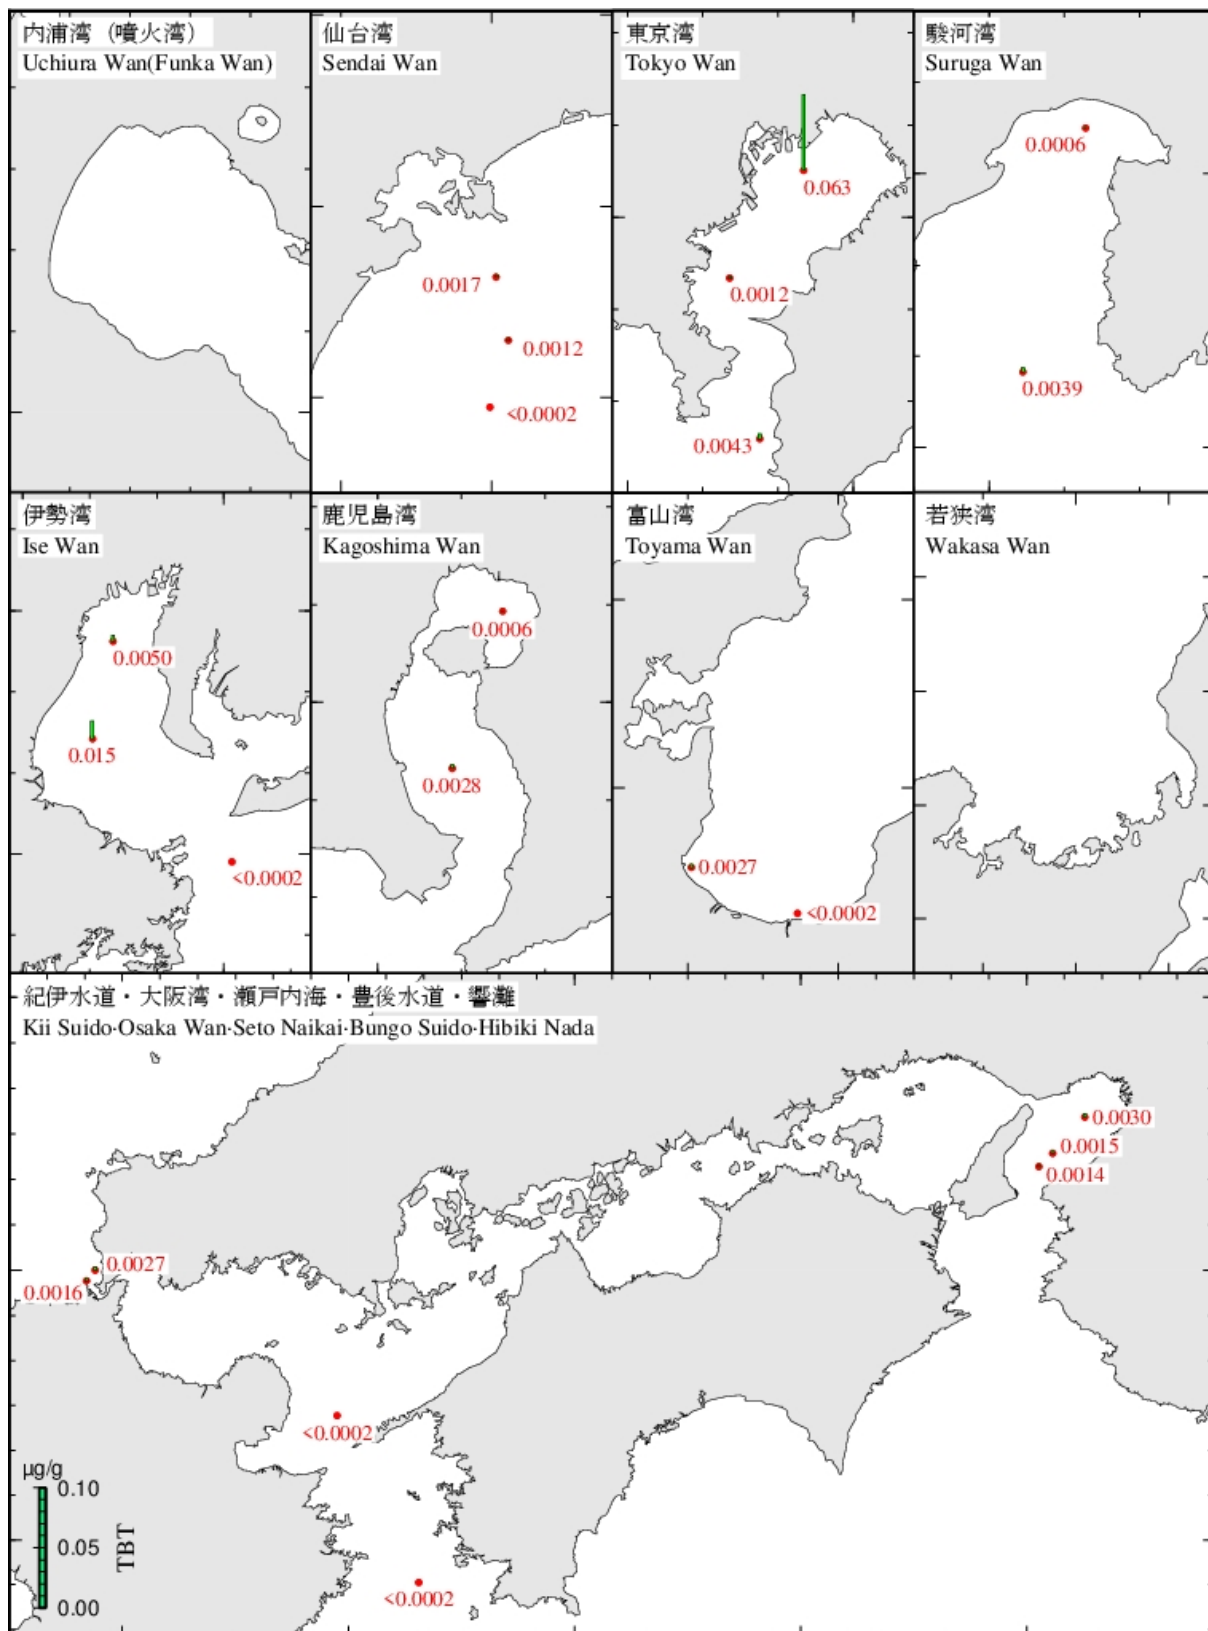 内浦湾（噴火湾）
Uchiura Wan(Funka Wan)
仙台湾
Sendai Wan
0.0017
0.0012
<0.0002
東京湾
Tokyo Wan
0.063
0.0012
0.0043
駿河湾
Suruga Wan
0.0006
0.0039
伊勢湾
Ise Wan
0.0050
0.015
<0.0002
鹿児島湾
Kagoshima Wan
0.0006
0.0028
富山湾
Toyama Wan
0.0027
<0.0002
若狭湾
Wakasa Wan
紀伊水道・大阪湾・瀬戸内海・豊後水道・響灘
Kii Suido·Osaka Wan·Seto Naikai·Bungo Suido·Hibiki Nada
0.0030
0.0015
0.0014
0.0027
0.0016
<0.0002
<0.0002
µg/g
0.10
0.05
0.00
TBT